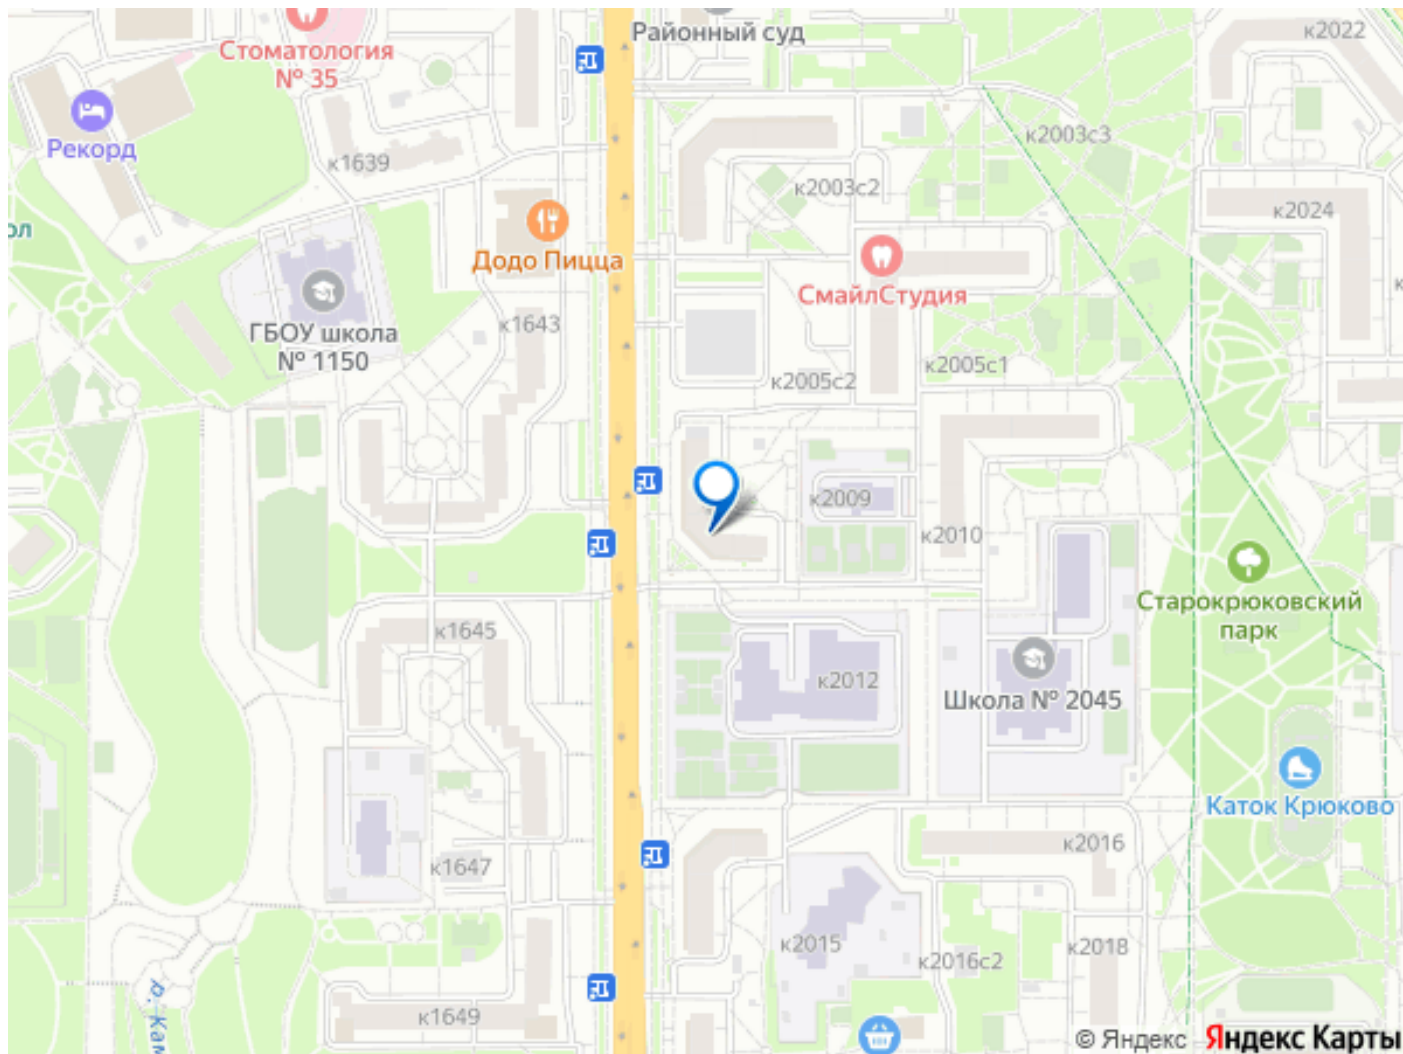 Районный суд
к2022
Стоматология
№ 35
Рекорд
к1639
к2003с3
к2003с2
к2024
ол
Додо Пицца
СмайлСтудия
ГБОУ школа
№ 1150
к1643
к2005с2
к2005с1
к2009
к2010
Старокрюковский
парк
к1645
к2012
Школа № 2045
Каток Крюково
к1647
к2016
к2015
к2016с2
к2018
р. Кам
к1649
© Яндекс Яндекс Карты